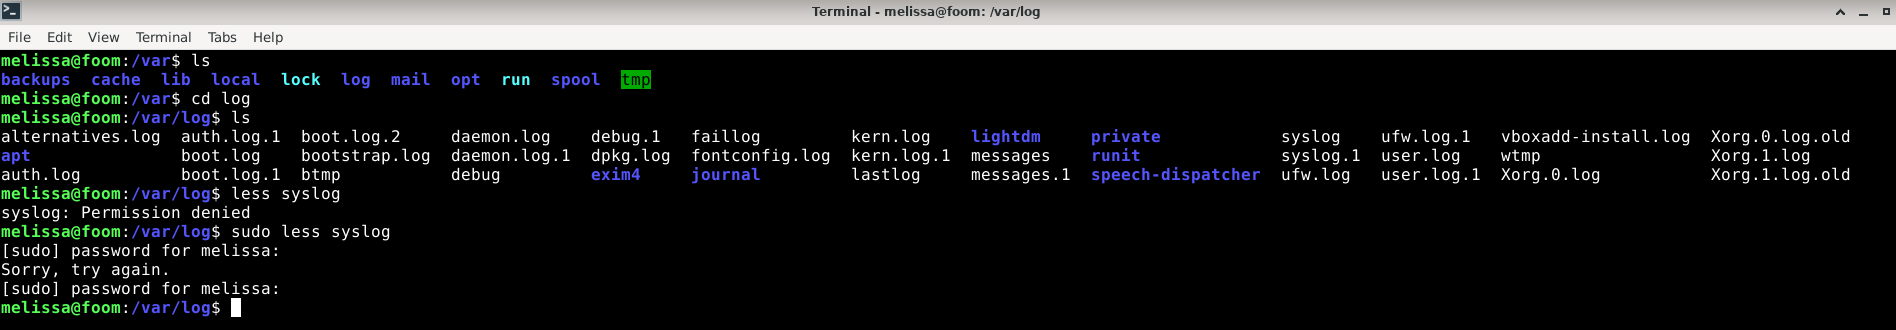 Terminal - melissa@foom: /var/log
File Edit View Terminal Tabs Help
melissa@foom:/var$ ls
backups cache lib local lock log mail opt run spool tmp
melissa@foom:/var$ cd log
melissa@foom:/var/log$ ls
alternatives.log auth.log.1 boot.log.2 daemon.log debug.1 faillog kern.log lightdm private syslog ufw.log.1 vboxadd-install.log Xorg.0.log.old
apt boot.log bootstrap.log daemon.log.1 dpkg.log fontconfig.log kern.log.1 messages runit syslog.1 user.log wtmp Xorg.1.log
auth.log boot.log.1 btmp debug exim4 journal lastlog messages.1 speech-dispatcher ufw.log user.log.1 Xorg.0.log Xorg.1.log.old
melissa@foom:/var/log$ less syslog
syslog: Permission denied
melissa@foom:/var/log$ sudo less syslog
[sudo] password for melissa:
Sorry, try again.
[sudo] password for melissa:
melissa@foom:/var/log$